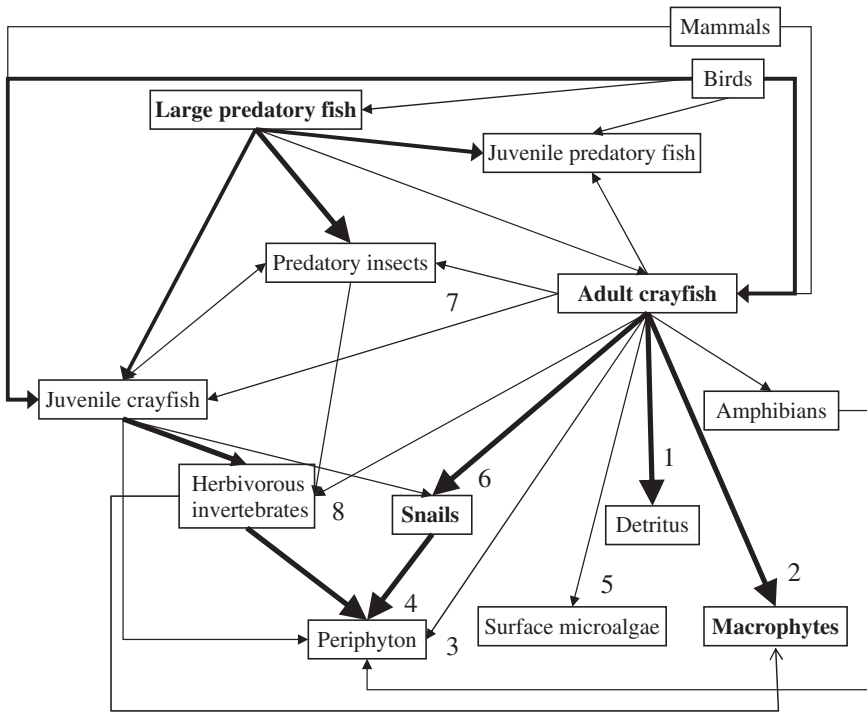 Mammals
Birds
Large predatory fish
Juvenile predatory fish
Predatory insects
Adult crayfish
7
Juvenile crayfish
Amphibians
1
6
Herbivorous
invertebrates
8
Snails
Detritus
2
5
4
Periphyton
3
Surface microalgae
Macrophytes